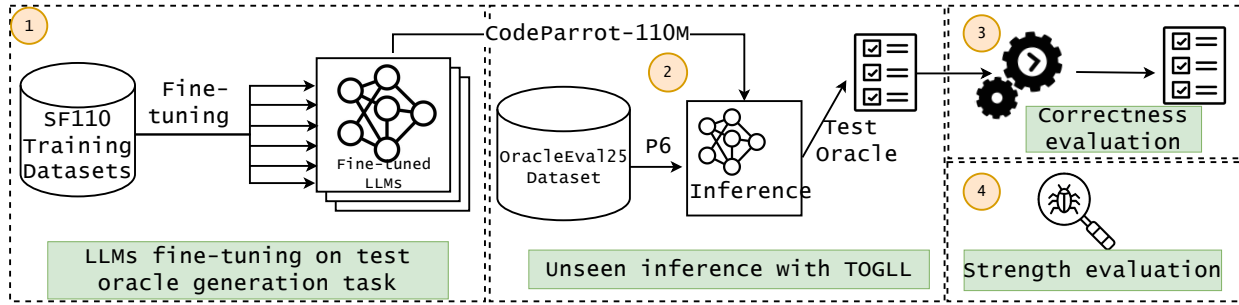 1
SF110
Training
Datasets
Fine-
tuning
Fine-tuned
LLMs
LLMs fine-tuning on test
oracle generation task
CodeParrot-110M
2
OracleEval25
Dataset
P6
Inference
Test
Oracle
Unseen inference with TOGLL
3
Correctness
evaluation
4
Strength evaluation